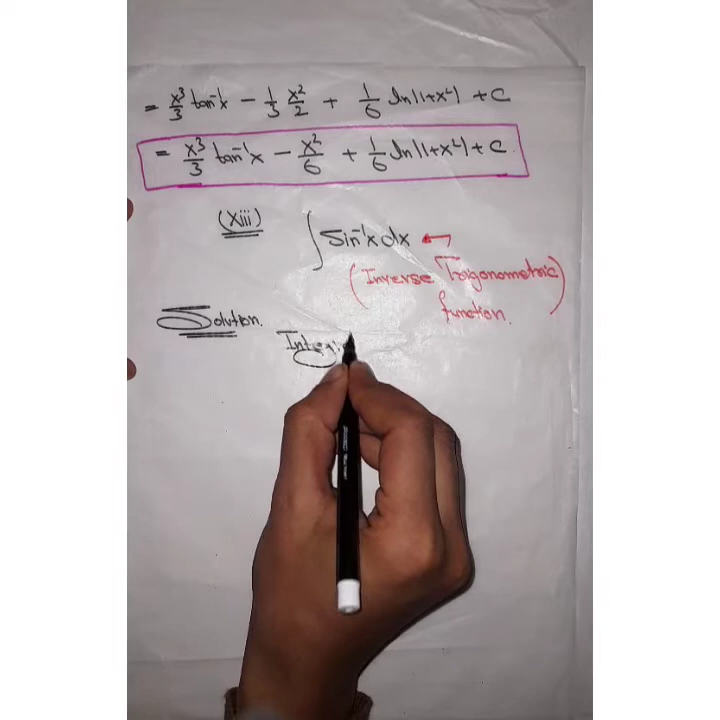 = x³/3 tan⁻¹x - 1/3 x²/2 + 1/6 ln|1+x²| + C
= x³/3 tan⁻¹x - x²/6 + 1/6 ln|1+x²| + C
(xiii) ∫ Sin⁻¹x dx
(Inverse Trigonometric
function.
Solution.